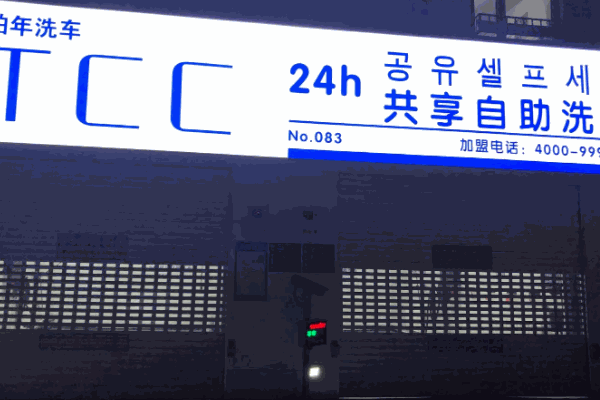 年洗车
TCC
24h
공유셀프세
共享自助洗
No.083
加盟电话：4000-999